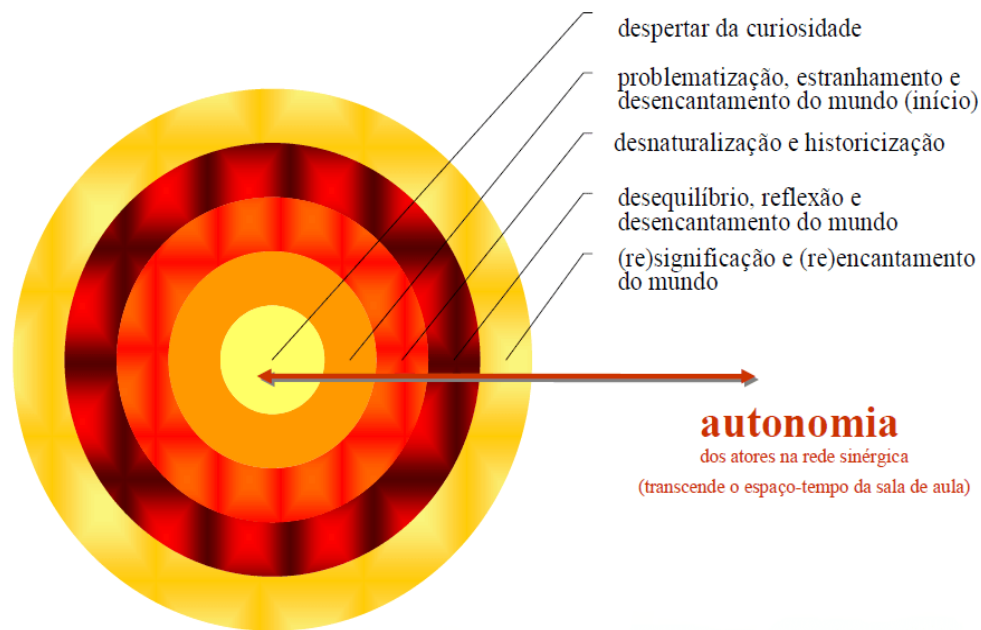 despertar da curiosidade
problematização, estranhamento e
desencantamento do mundo (início)
desnaturalização e historicização
desequilíbrio, reflexão e
desencantamento do mundo
(re)significação e (re)encantamento
do mundo
autonomia
dos atores na rede sinérgica
(transcende o espaço-tempo da sala de aula)